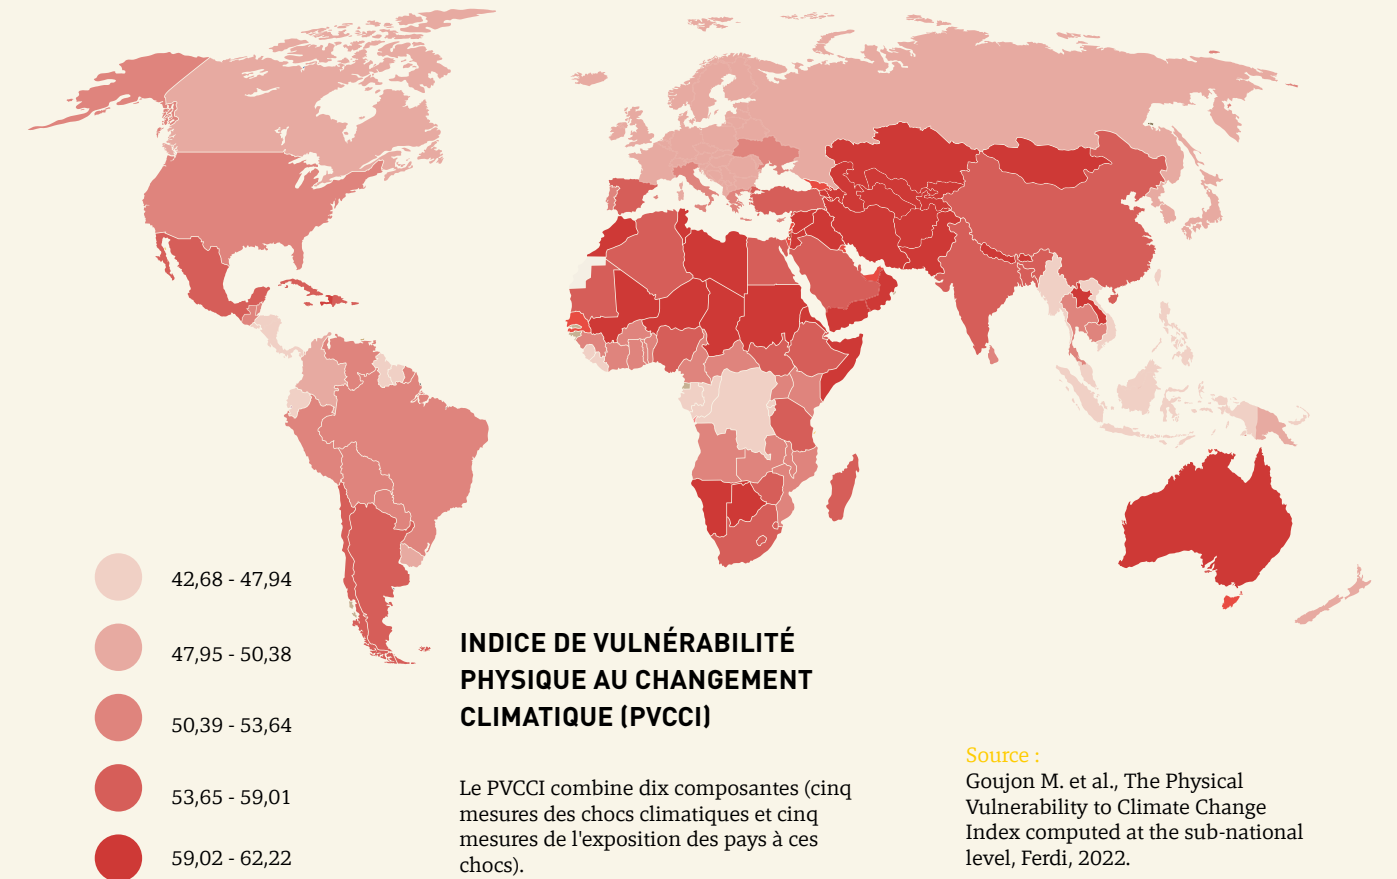 42,68 - 47,94
47,95 - 50,38
50,39 - 53,64
53,65 - 59,01
59,02 - 62,22
INDICE DE VULNÉRABILITÉ
PHYSIQUE AU CHANGEMENT
CLIMATIQUE (PVCCI)
Le PVCCI combine dix composantes (cinq
mesures des chocs climatiques et cinq
mesures de l'exposition des pays à ces
chocs).
Source :
Goujon M. et al., The Physical
Vulnerability to Climate Change
Index computed at the sub-national
level, Ferdi, 2022.